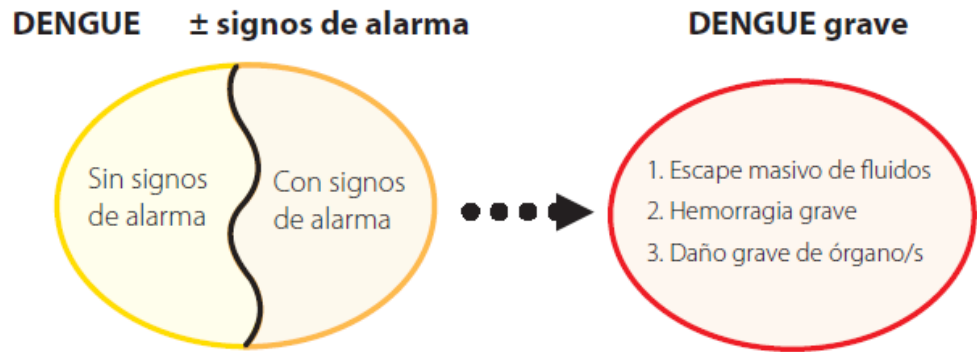 DENGUE ± signos de alarma
DENGUE grave
Sin signos
de alarma
Con signos
de alarma
1. Escape masivo de fluidos
2. Hemorragia grave
3. Daño grave de órgano/s